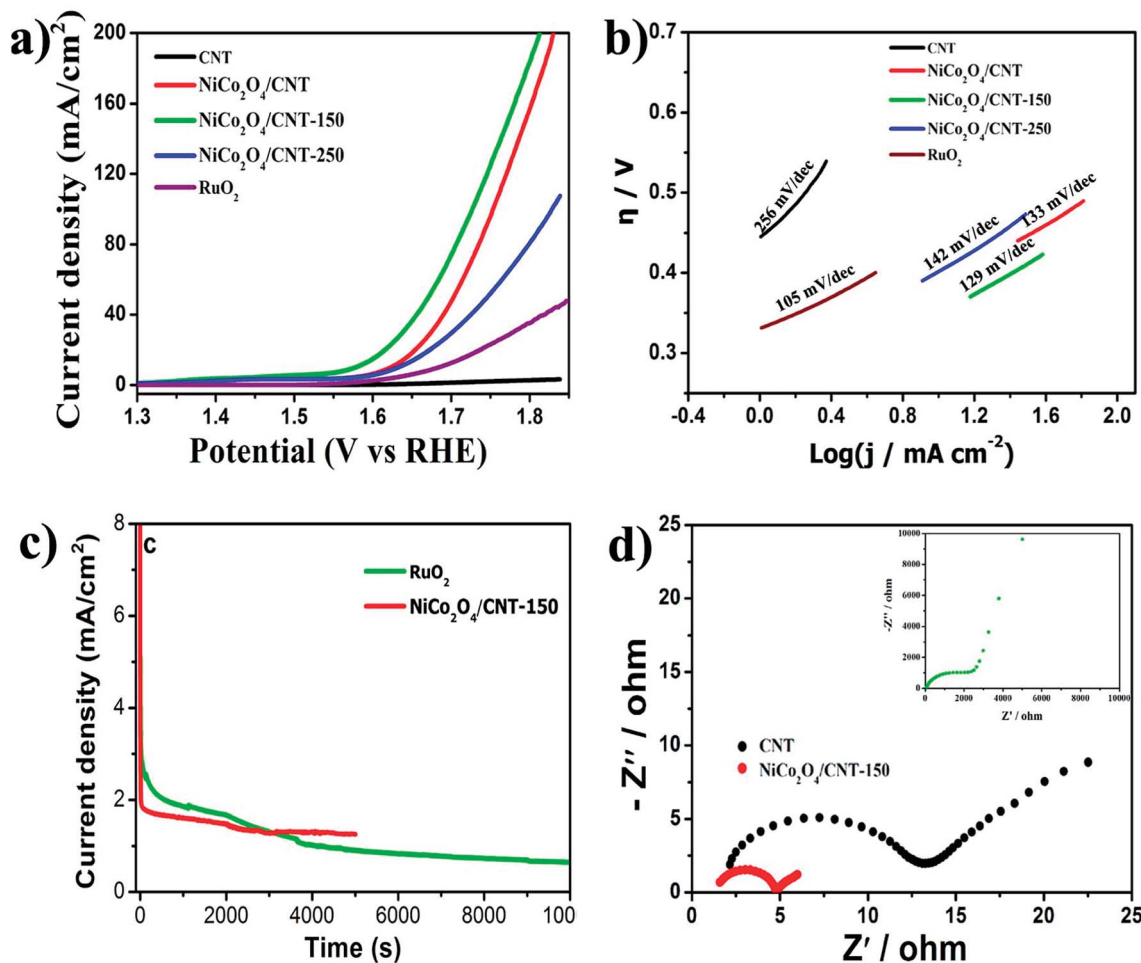 a)
200
160
120
80
40
0
Current density (mA/cm²)
CNT
NiCo₂O₄/CNT
NiCo₂O₄/CNT-150
NiCo₂O₄/CNT-250
RuO₂
1.3 1.4 1.5 1.6 1.7 1.8
Potential (V vs RHE)
b)
0.7
0.6
0.5
0.4
0.3
η / V
CNT
NiCo₂O₄/CNT
NiCo₂O₄/CNT-150
NiCo₂O₄/CNT-250
RuO₂
256 mV/dec
105 mV/dec
142 mV/dec
133 mV/dec
129 mV/dec
-0.4 0.0 0.4 0.8 1.2 1.6 2.0
Log(j / mA cm⁻²)
c)
8
6
4
2
0
Current density (mA/cm²)
C
RuO₂
NiCo₂O₄/CNT-150
0 2000 4000 6000 8000 1000
Time (s)
d)
25
20
15
10
5
0
- Z'' / ohm
10000
8000
6000
4000
2000
0
-Z'' / ohm
0 2000 4000 6000 8000 10000
Z' / ohm
CNT
NiCo₂O₄/CNT-150
0 5 10 15 20 25
Z' / ohm